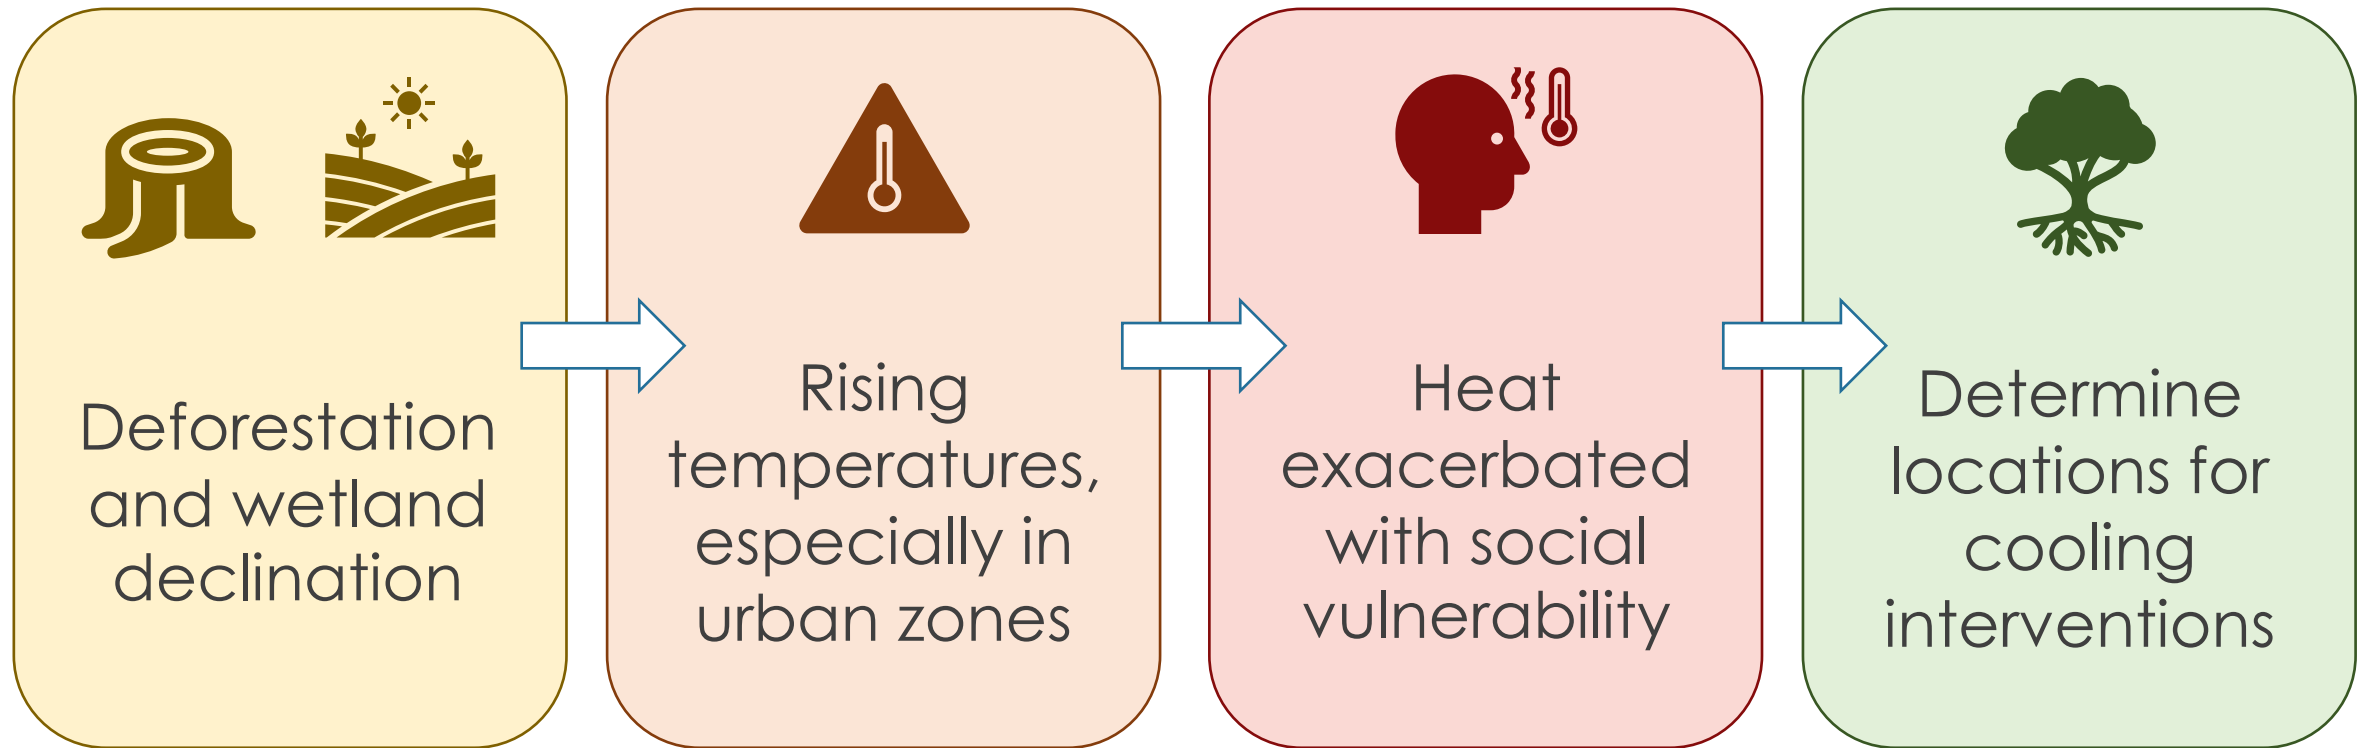 Deforestation
and wetland
declination
Rising
temperatures,
especially in
urban zones
Heat
exacerbated
with social
vulnerability
Determine
locations for
cooling
interventions